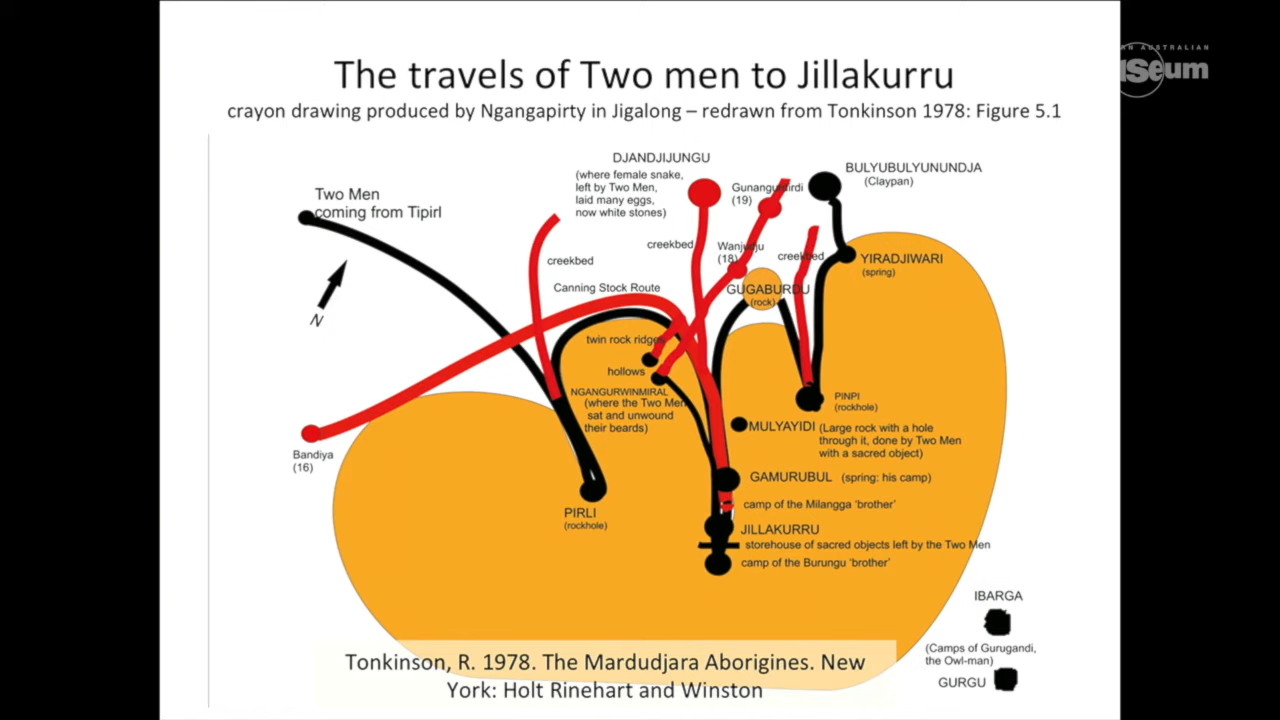 The travels of Two men to Jillakurru
crayon drawing produced by Ngangapirty in Jigalong – redrawn from Tonkinson 1978: Figure 5.1
RN AUSTRALIAN
useum
Two Men
coming from Tipirl
N
DJANDJIJUNGU
(where female snake,
left by Two Men,
laid many eggs,
now white stones)
creekbed
Canning Stock Route
creekbed
(19)
(18)
creekbed
BULYUBULYUNUNDJA
(Claypan)
YIRADJIWARI
(spring)
GUGABURDU
(rock)
twin rock ridges
hollows
NGANGURWINMIRAL
(where the Two Men
sat and unwound
their beards)
Bandiya
(16)
PIRLI
(rockhole)
PINPI
(rockhole)
MULYAYIDI (Large rock with a hole
through it, done by Two Men
with a sacred object)
GAMURUBUL (spring: his camp)
camp of the Milangga ‘brother’
JILLAKURRU
storehouse of sacred objects left by the Two Men
camp of the Burungu ‘brother’
IBARGA
(Camps of Gurugandi,
the Owl-man)
GURGU
Tonkinson, R. 1978. The Mardudjara Aborigines. New
York: Holt Rinehart and Winston